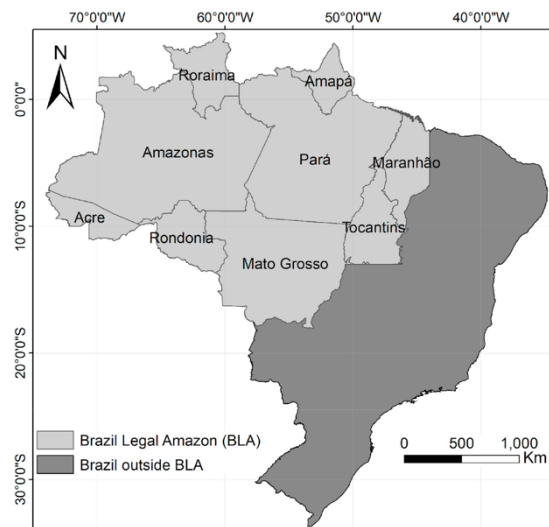 70°0'0"W 60°0'0"W 50°0'0"W 40°0'0"W
N
Roraima
Amapá
0°0'0"
Amazonas
Pará
Maranhão
Acre
Rondonia
Tocantins
10°0'0"S
Mato Grosso
20°0'0"S
Brazil Legal Amazon (BLA)
Brazil outside BLA
0 500 1,000
Km
30°0'0"S